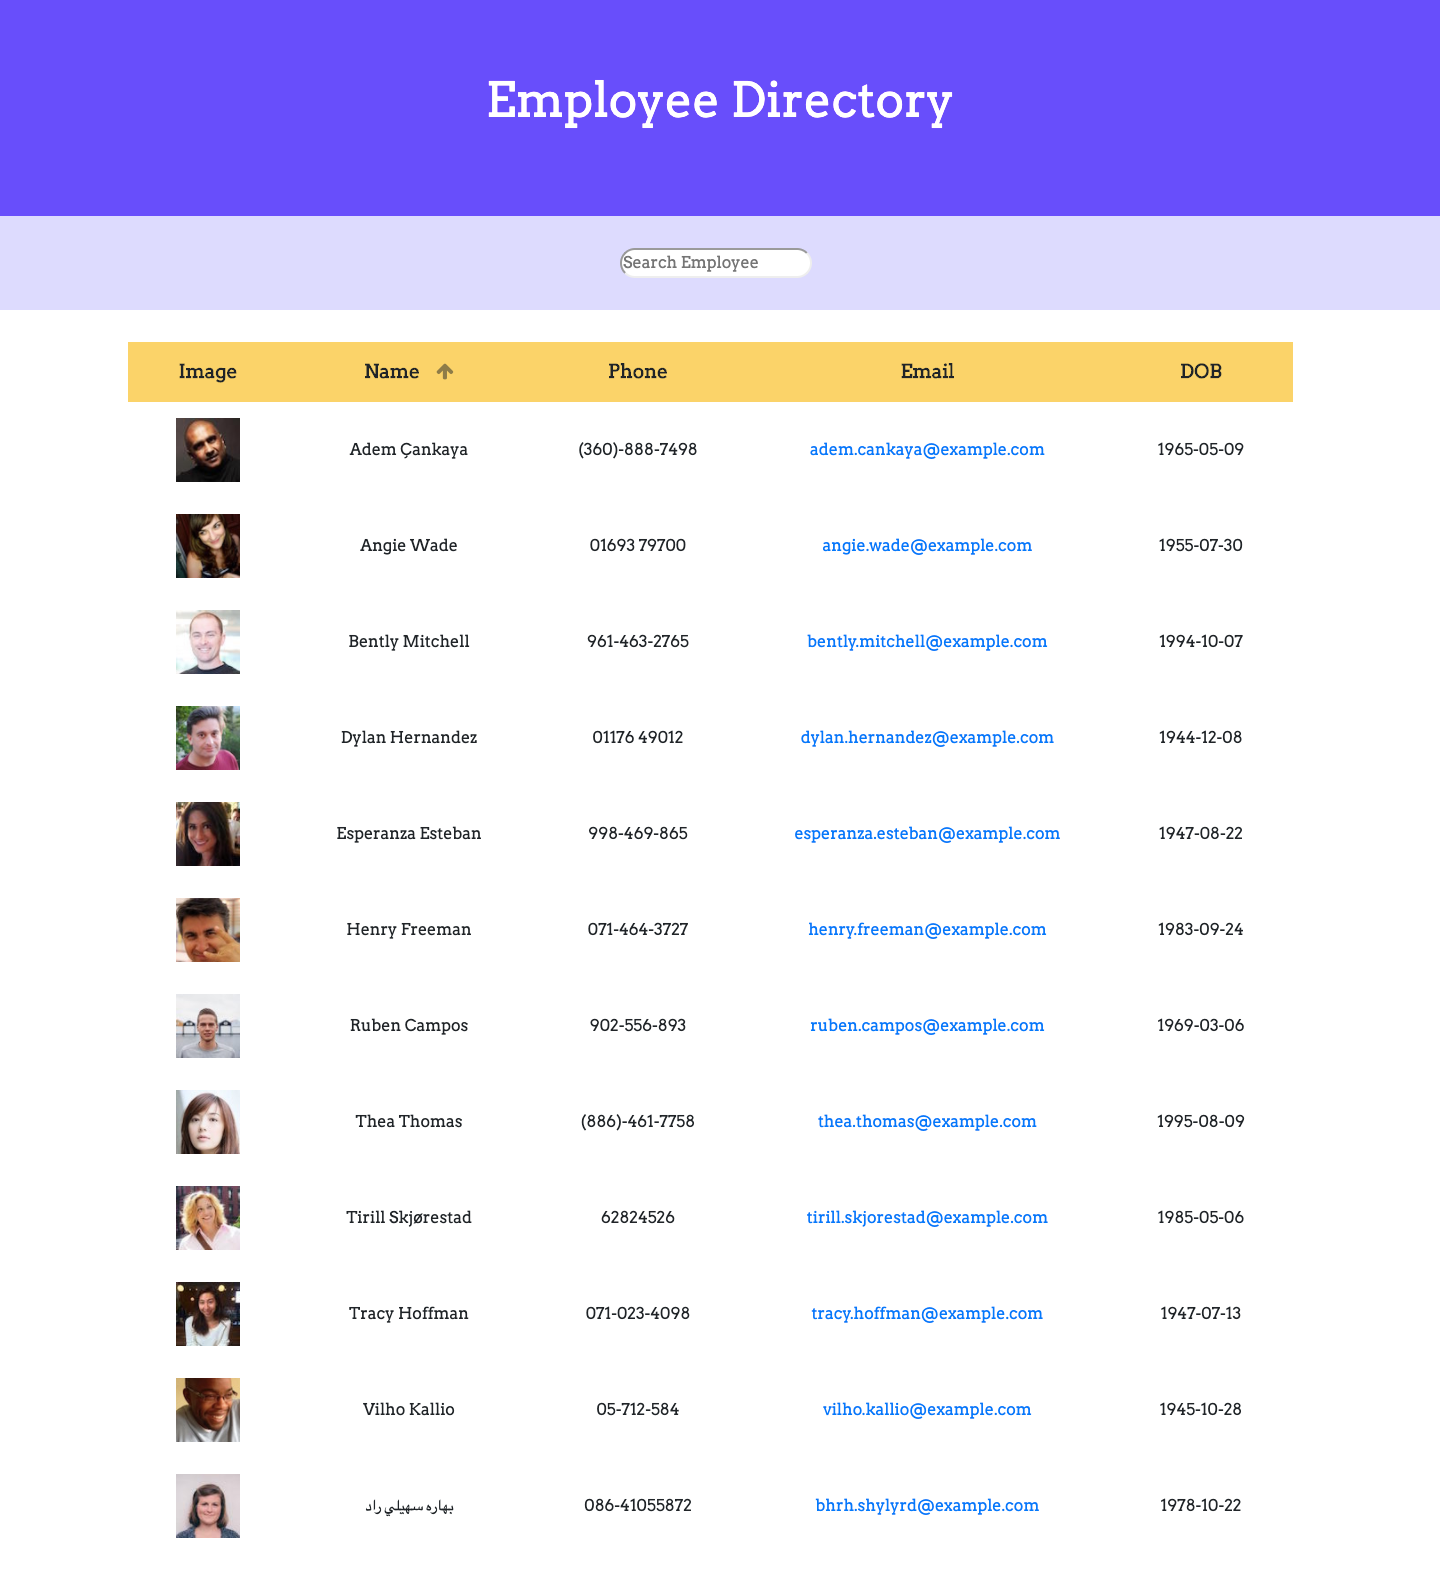 Employee Directory
Search Employee
Image Name Phone Email DOB
Adem Çankaya (360)-888-7498 adem.cankaya@example.com 1965-05-09
Angie Wade 01693 79700 angie.wade@example.com 1955-07-30
Bently Mitchell 961-463-2765 bently.mitchell@example.com 1994-10-07
Dylan Hernandez 01176 49012 dylan.hernandez@example.com 1944-12-08
Esperanza Esteban 998-469-865 esperanza.esteban@example.com 1947-08-22
Henry Freeman 071-464-3727 henry.freeman@example.com 1983-09-24
Ruben Campos 902-556-893 ruben.campos@example.com 1969-03-06
Thea Thomas (886)-461-7758 thea.thomas@example.com 1995-08-09
Tirill Skjørestad 62824526 tirill.skjorestad@example.com 1985-05-06
Tracy Hoffman 071-023-4098 tracy.hoffman@example.com 1947-07-13
Vilho Kallio 05-712-584 vilho.kallio@example.com 1945-10-28
بهاره سهيلي راد 086-41055872 bhrh.shylyrd@example.com 1978-10-22